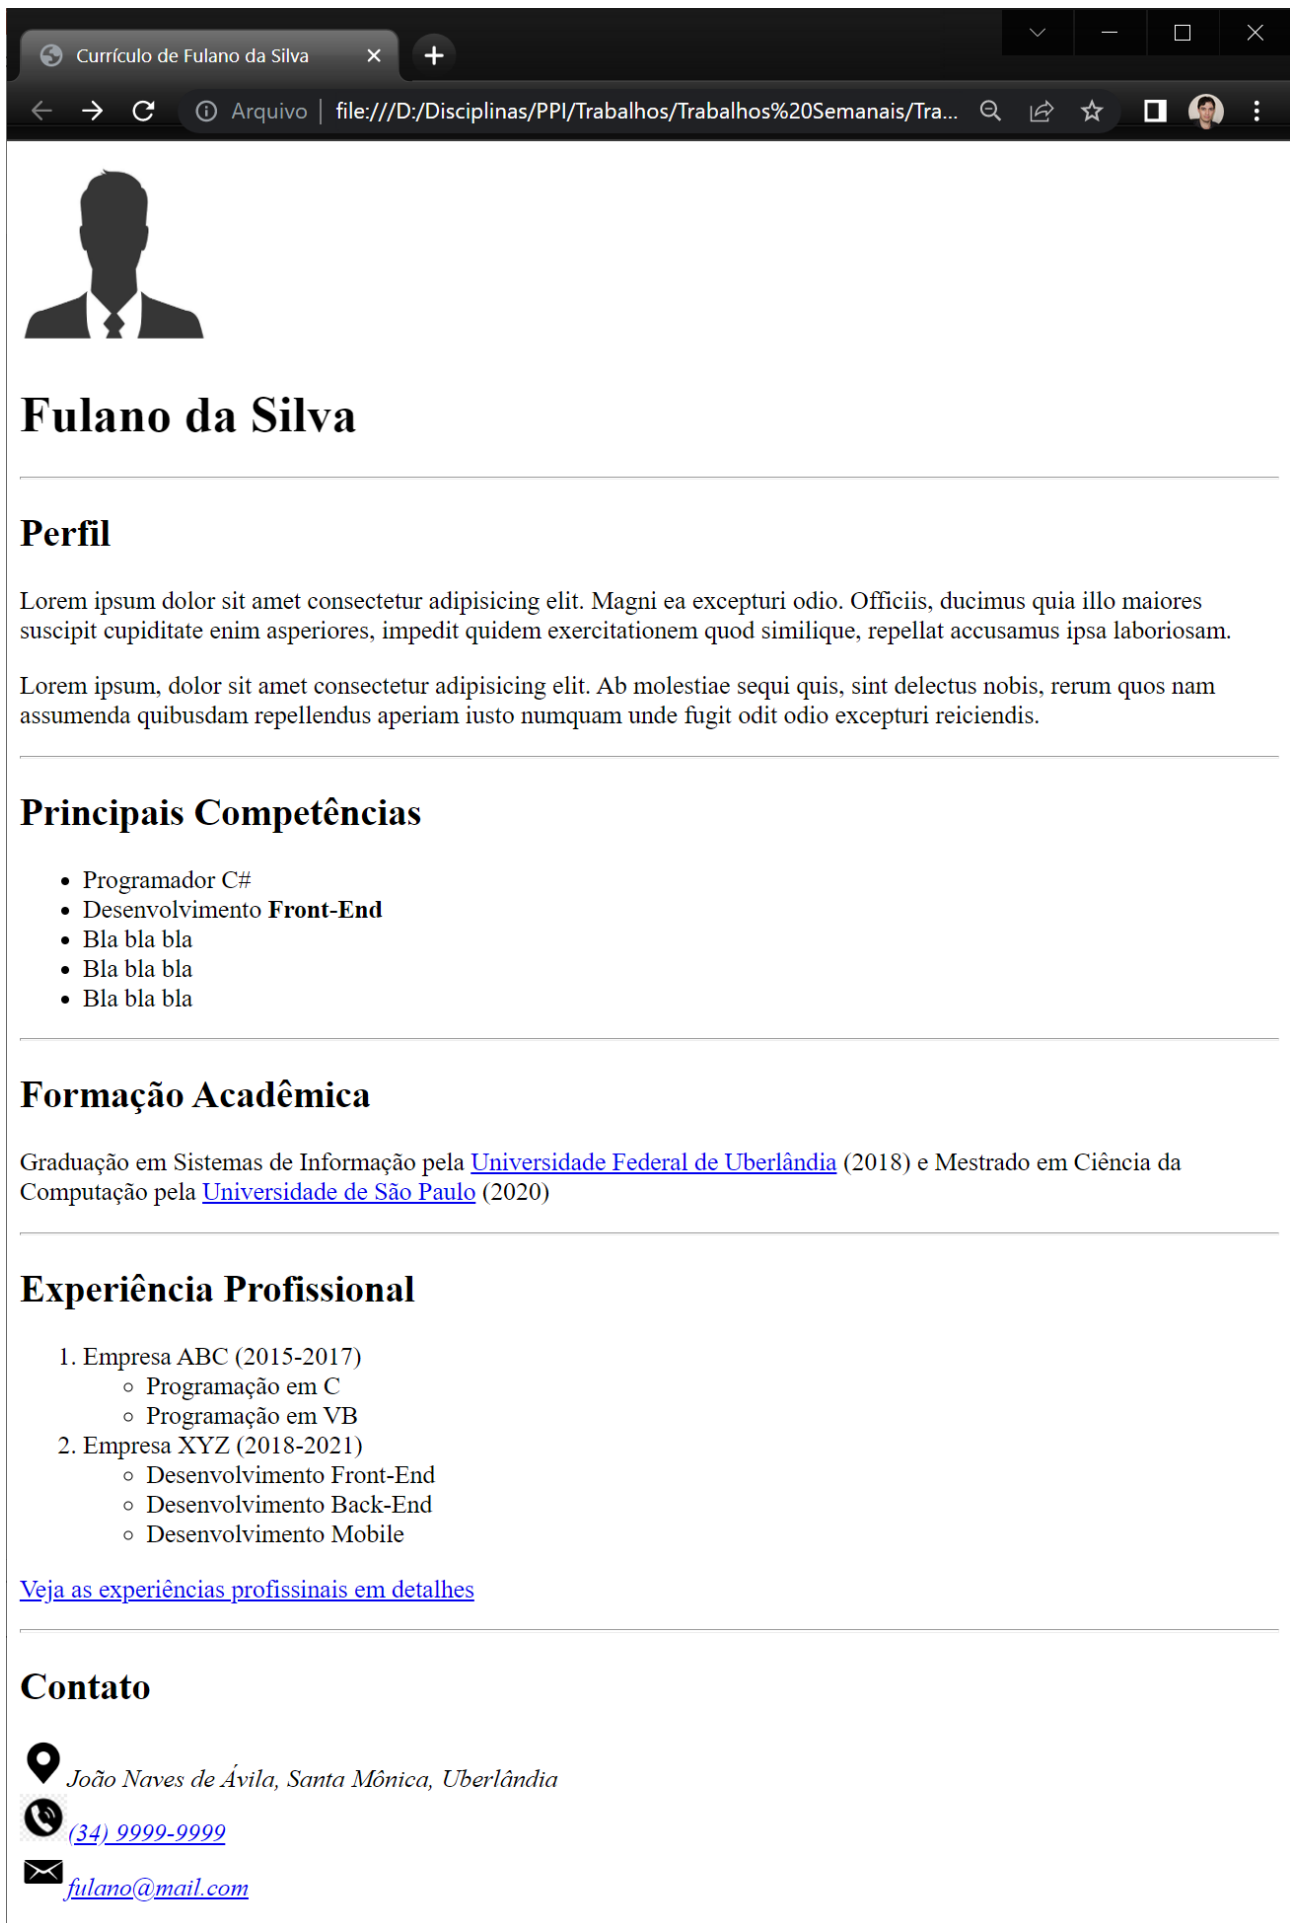 Currículo de Fulano da Silva
Arquivo | file:///D:/Disciplinas/PPI/Trabalhos/Trabalhos%20Semanais/Tra...
Fulano da Silva
Perfil
Lorem ipsum dolor sit amet consectetur adipisicing elit. Magni ea excepturi odio. Officiis, ducimus quia illo maiores
suscipit cupiditate enim asperiores, impedit quidem exercitationem quod similique, repellat accusamus ipsa laboriosam.
Lorem ipsum, dolor sit amet consectetur adipisicing elit. Ab molestiae sequi quis, sint delectus nobis, rerum quos nam
assumenda quibusdam repellendus aperiam iusto numquam unde fugit odit odio excepturi reiciendis.
Principais Competências
• Programador C#
• Desenvolvimento Front-End
• Bla bla bla
• Bla bla bla
• Bla bla bla
Formação Acadêmica
Graduação em Sistemas de Informação pela Universidade Federal de Uberlândia (2018) e Mestrado em Ciência da
Computação pela Universidade de São Paulo (2020)
Experiência Profissional
1. Empresa ABC (2015-2017)
◦ Programação em C
◦ Programação em VB
2. Empresa XYZ (2018-2021)
◦ Desenvolvimento Front-End
◦ Desenvolvimento Back-End
◦ Desenvolvimento Mobile
Veja as experiências profissinais em detalhes
Contato
João Naves de Ávila, Santa Mônica, Uberlândia
(34) 9999-9999
fulano@mail.com